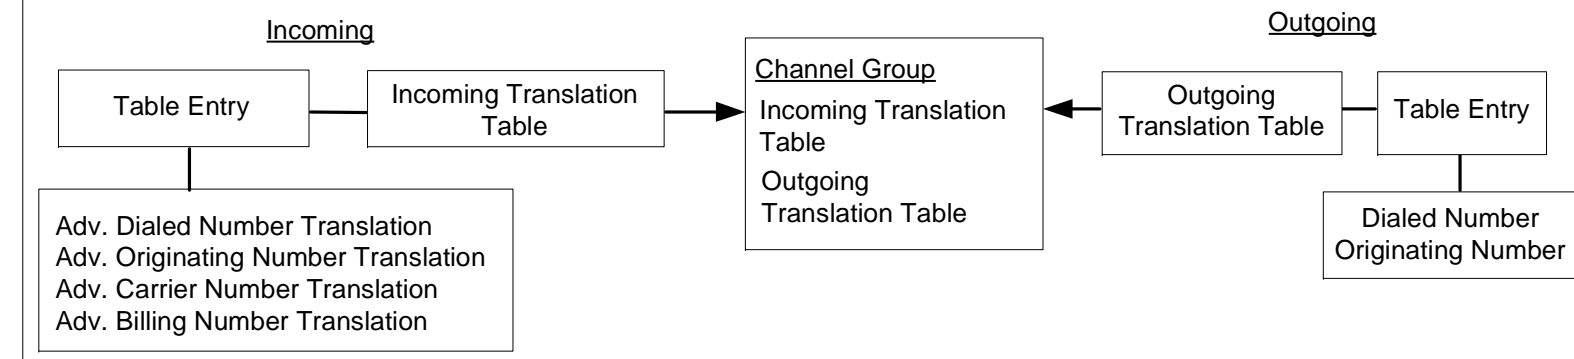 Incoming
Outgoing
Table Entry
Incoming Translation
Table
Channel Group
Incoming Translation
Table
Outgoing
Translation Table
Outgoing
Translation Table
Table Entry
Adv. Dialed Number Translation
Adv. Originating Number Translation
Adv. Carrier Number Translation
Adv. Billing Number Translation
Dialed Number
Originating Number